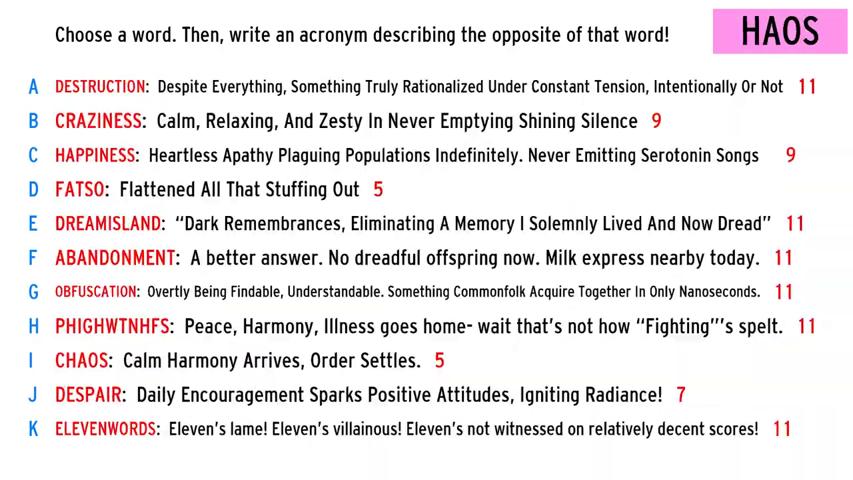 Choose a word. Then, write an acronym describing the opposite of that word!
HAOS
A DESTRUCTION: Despite Everything, Something Truly Rationalized Under Constant Tension, Intentionally Or Not 11
B CRAZINESS: Calm, Relaxing, And Zesty In Never Emptying Shining Silence 9
C HAPPINESS: Heartless Apathy Plaguing Populations Indefinitely. Never Emitting Serotonin Songs 9
D FATSO: Flattened All That Stuffing Out 5
E DREAMISLAND: “Dark Remembrances, Eliminating A Memory I Solemnly Lived And Now Dread” 11
F ABANDONMENT: A better answer. No dreadful offspring now. Milk express nearby today. 11
G OBFUSCATION: Overtly Being Findable, Understandable. Something Commonfolk Acquire Together In Only Nanoseconds. 11
H PHIGHWTNHFS: Peace, Harmony, Illness goes home- wait that’s not how “Fighting”’s spelt. 11
I CHAOS: Calm Harmony Arrives, Order Settles. 5
J DESPAIR: Daily Encouragement Sparks Positive Attitudes, Igniting Radiance! 7
K ELEVENWORDS: Eleven’s lame! Eleven’s villainous! Eleven’s not witnessed on relatively decent scores! 11